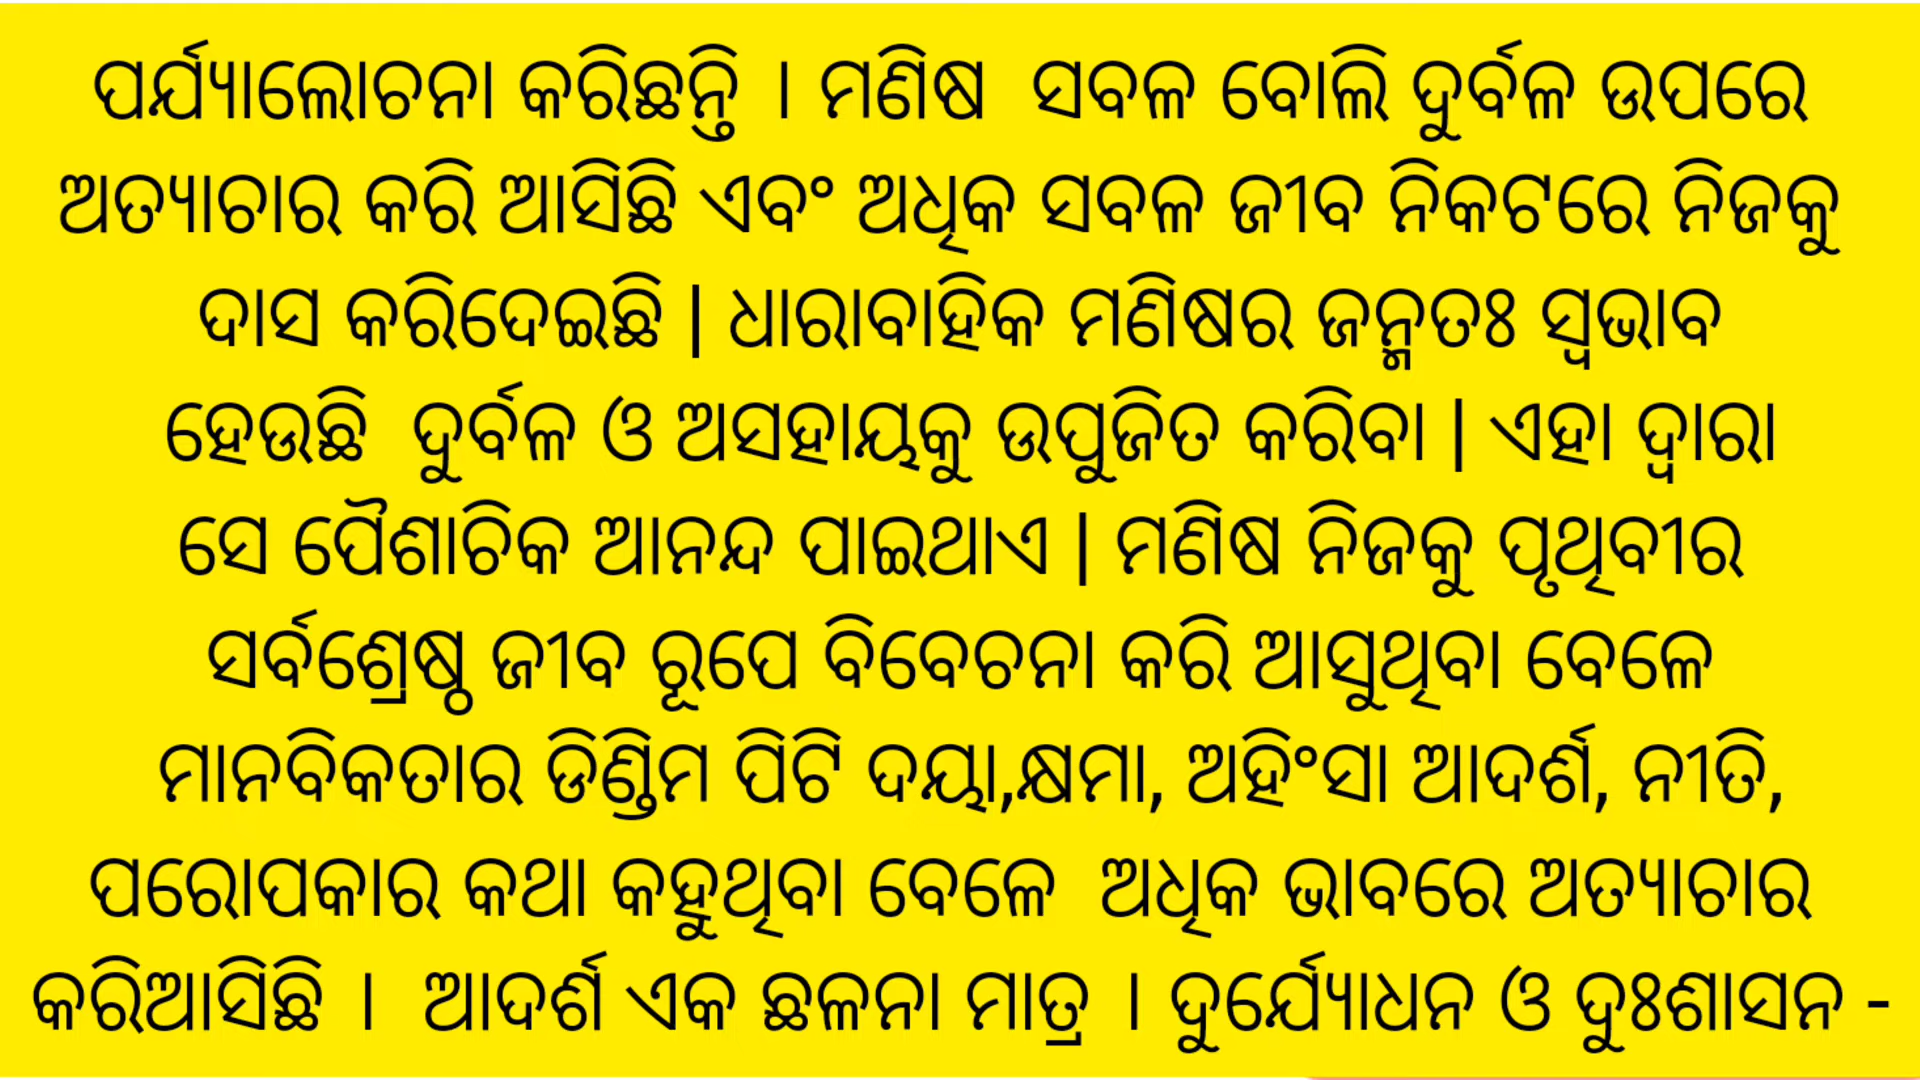 ପର୍ଯ୍ୟାଲୋଚନା କରିଛନ୍ତି । ମଣିଷ ସବଳ ବୋଲି ଦୁର୍ବଳ ଉପରେ
ଅତ୍ୟାଚାର କରି ଆସିଛି ଏବଂ ଅଧିକ ସବଳ ଜୀବ ନିକଟରେ ନିଜକୁ
ଦାସ କରିଦେଇଛି | ଧାରାବାହିକ ମଣିଷର ଜନ୍ମତଃ ସ୍ୱଭାବ
ହେଉଛି ଦୁର୍ବଳ ଓ ଅସହାୟକୁ ଉପୁଜିତ କରିବା | ଏହା ଦ୍ୱାରା
ସେ ପୈଶାଚିକ ଆନନ୍ଦ ପାଇଥାଏ | ମଣିଷ ନିଜକୁ ପୃଥିବୀର
ସର୍ବଶ୍ରେଷ୍ଠ ଜୀବ ରୂପେ ବିବେଚନା କରି ଆସୁଥିବା ବେଳେ
ମାନବିକତାର ଡିଣ୍ଡିମ ପିଟି ଦୟା,କ୍ଷମା, ଅହିଂସା ଆଦର୍ଶ, ନୀତି,
ପରୋପକାର କଥା କହୁଥିବା ବେଳେ ଅଧିକ ଭାବରେ ଅତ୍ୟାଚାର
କରିଆସିଛି । ଆଦର୍ଶ ଏକ ଛଳନା ମାତ୍ର । ଦୁର୍ଯ୍ୟୋଧନ ଓ ଦୁଃଶାସନ -